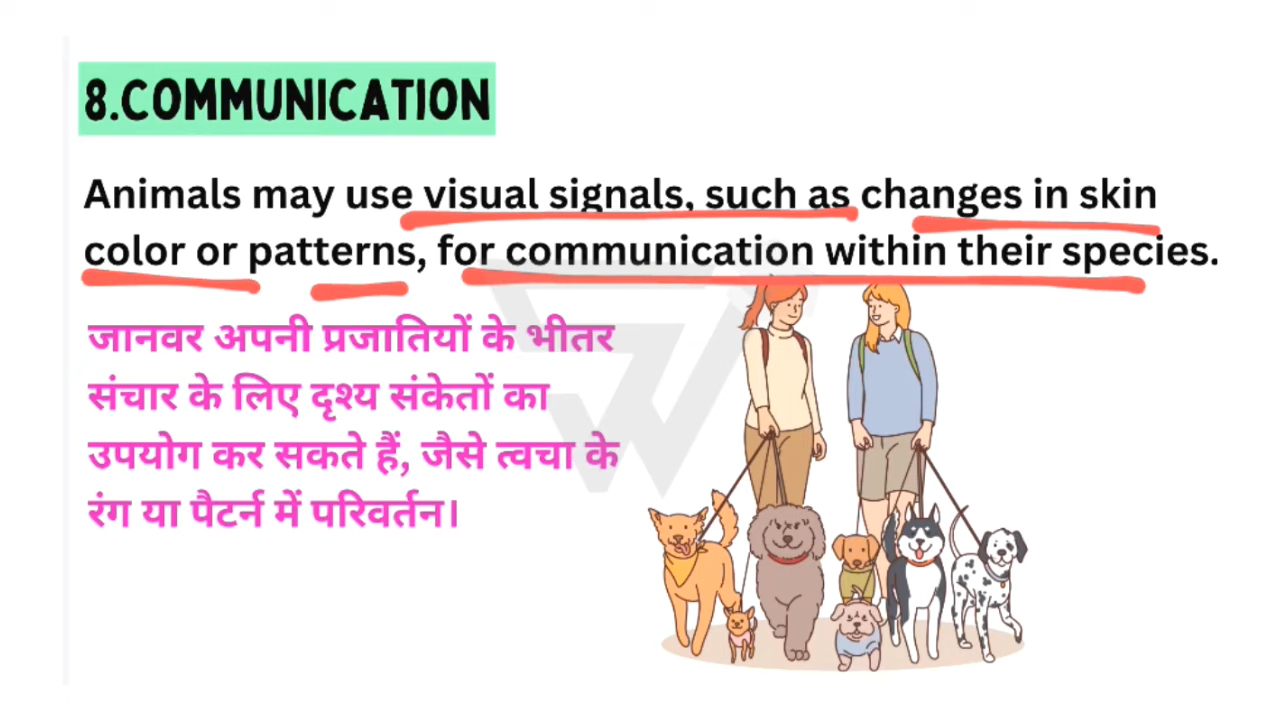 8.COMMUNICATION
Animals may use visual signals, such as changes in skin
color or patterns, for communication within their species.
जानवर अपनी प्रजातियों के भीतर
संचार के लिए दृश्य संकेतों का
उपयोग कर सकते हैं, जैसे त्वचा के
रंग या पैटर्न में परिवर्तन।